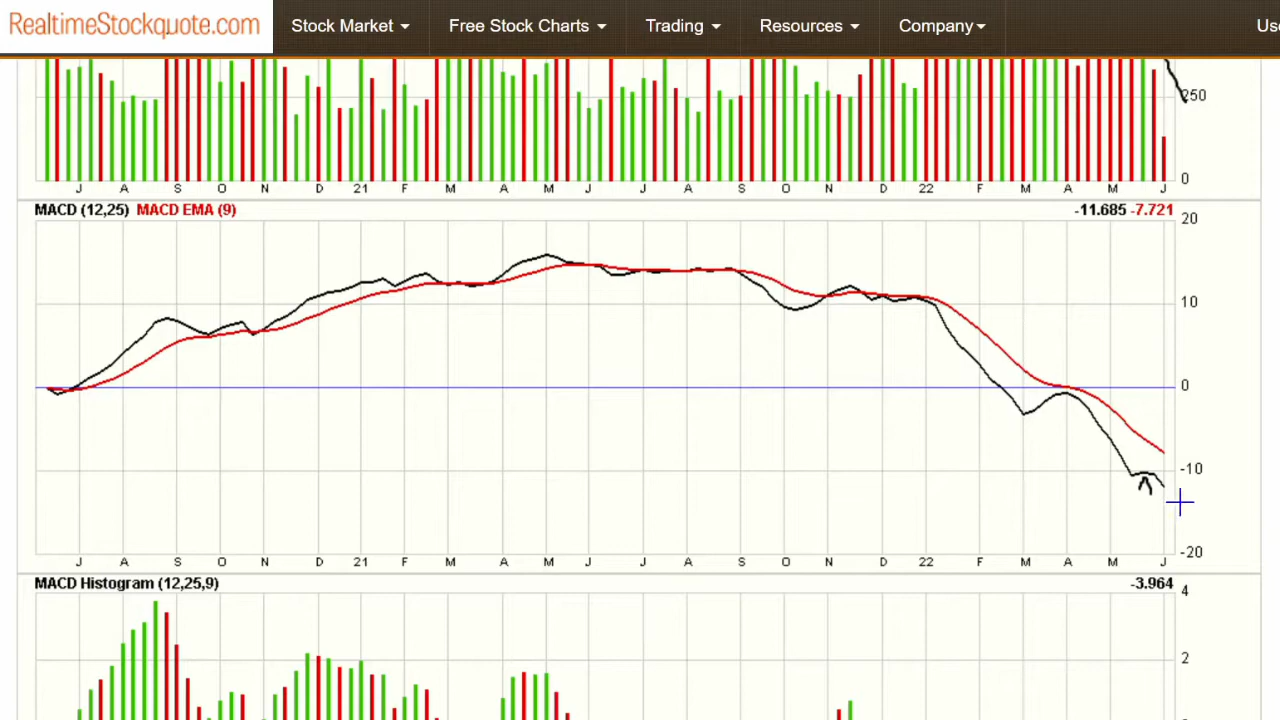 RealtimeStockquote.com Stock Market Free Stock Charts Trading Resources Company Use
250
0
J A S O N D 21 F M A M J J A S O N D 22 F M A M J
MACD (12,25) MACD EMA (9) -11.685 -7.721
20
10
0
-10
-20
J A S O N D 21 F M A M J J A S O N D 22 F M A M J
MACD Histogram (12,25,9) -3.964
4
2